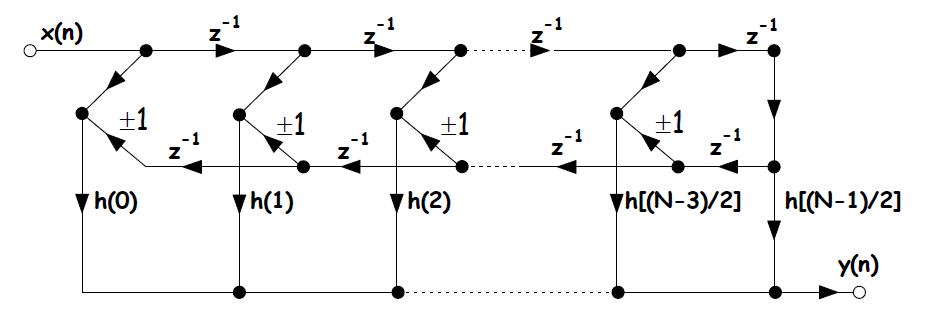 x(n) z⁻¹ z⁻¹ z⁻¹ z⁻¹
±1 ±1 ±1 ±1
z⁻¹ z⁻¹ z⁻¹ z⁻¹
h(0) h(1) h(2) h[(N-3)/2] h[(N-1)/2]
y(n)